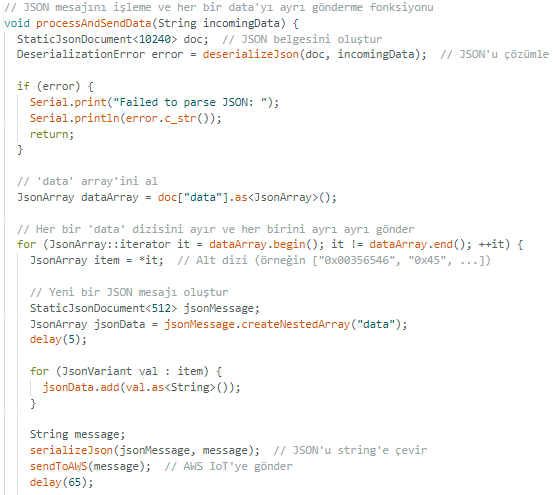 // JSON mesajını işleme ve her bir data'yı ayrı gönderme fonksiyonu
void processAndSendData(String incomingData) {
  StaticJsonDocument<10240> doc;  // JSON belgesini oluştur
  DeserializationError error = deserializeJson(doc, incomingData);  // JSON'u çözümle

  if (error) {
    Serial.print("Failed to parse JSON: ");
    Serial.println(error.c_str());
    return;
  }

  // 'data' array'ini al
  JsonArray dataArray = doc["data"].as<JsonArray>();

  // Her bir 'data' dizisini ayır ve her birini ayrı ayrı gönder
  for (JsonArray::iterator it = dataArray.begin(); it != dataArray.end(); ++it) {
    JsonArray item = *it;  // Alt dizi (örneğin ["0x00356546", "0x45", ...])

    // Yeni bir JSON mesajı oluştur
    StaticJsonDocument<512> jsonMessage;
    JsonArray jsonData = jsonMessage.createNestedArray("data");
    delay(5);

    for (JsonVariant val : item) {
      jsonData.add(val.as<String>());
    }

    String message;
    serializeJson(jsonMessage, message);  // JSON'u string'e çevir
    sendToAWS(message);  // AWS IoT'ye gönder
    delay(65);